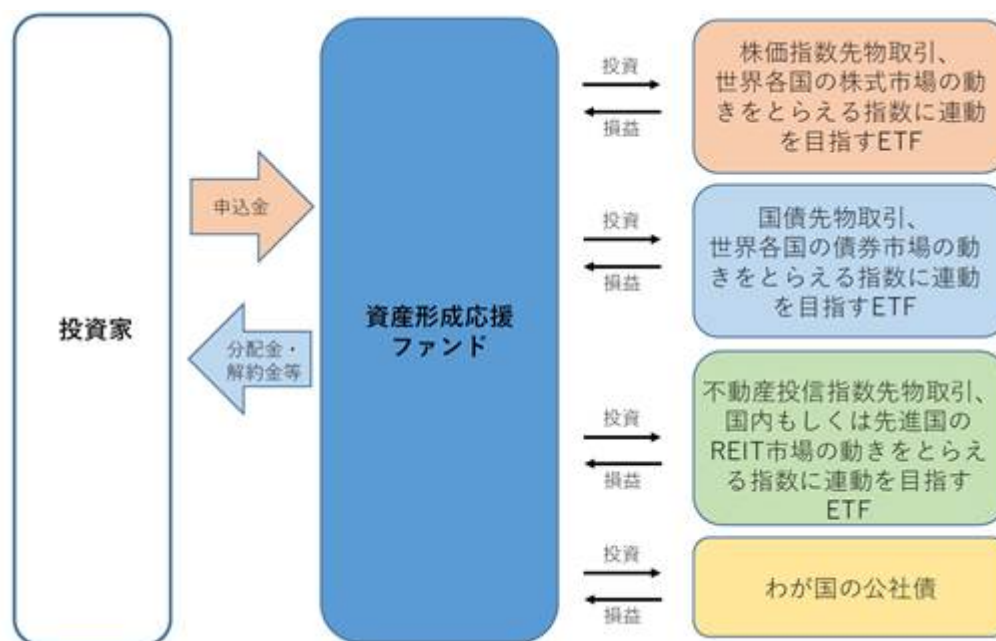 投資家
申込金
分配金・
解約金等
資産形成応援
ファンド
投資
損益
株価指数先物取引、
世界各国の株式市場の動
きをとらえる指数に連動
を目指すETF
投資
損益
国債先物取引、
世界各国の債券市場の動
きをとらえる指数に連動
を目指すETF
投資
損益
不動産投信指数先物取引、
国内もしくは先進国の
REIT市場の動きをとらえ
る指数に連動を目指す
ETF
投資
損益
わが国の公社債